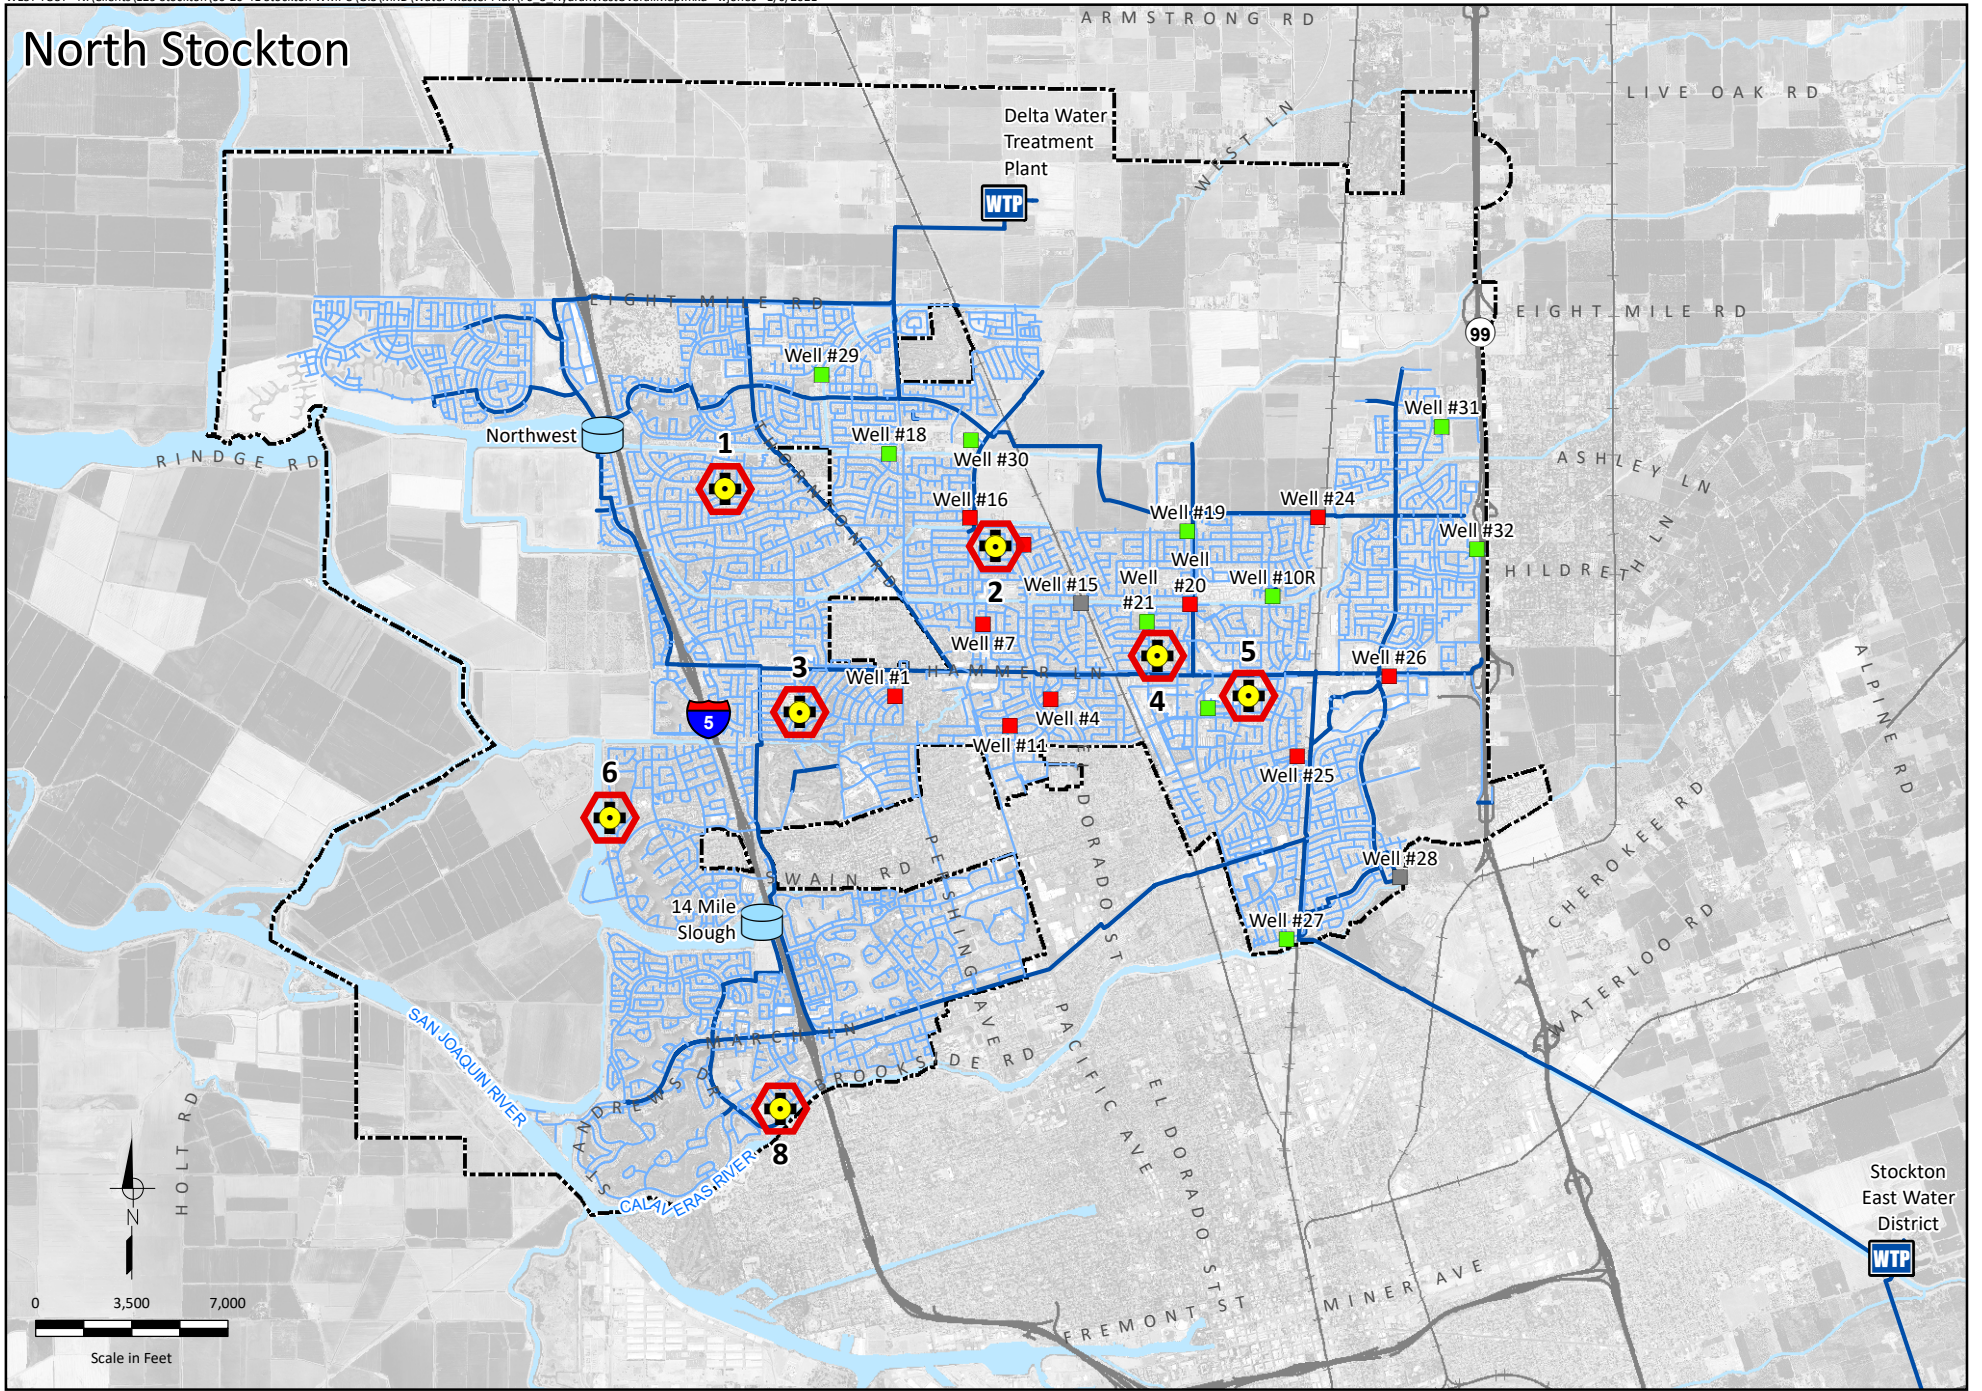 North Stockton
ARMSTRONG RD
LIVE OAK RD
Delta Water
Treatment
Plant
WEST LN
WTP
EIGHT MILE RD
EIGHT MILE RD
99
Well #29
Well #31
Northwest
1
Well #18
Well #30
RINDGE RD
THORNTON RD
ASHLEY LN
Well #16
Well #24
Well #19
Well #32
HILDRETH LN
2
Well #15
Well
#21
Well
#20
Well #10R
Well #7
3
HAMMER LN
5
Well #26
Well #1
4
ALPINE RD
5
Well #4
Well #11
Well #25
6
EL DORADO ST
PERSHING AVE
SWAIN RD
Well #28
CHEROKEE RD
14 Mile
Slough
Well #27
WATERLOO RD
MARCH LN
SAN JOAQUIN RIVER
BROOKSIDE RD
PACIFIC AVE
EL DORADO ST
ST ANDREWS DR
HOLT RD
8
CALAVERAS RIVER
N
Stockton
East Water
District
WTP
MINER AVE
FREMONT ST
0 3,500 7,000
Scale in Feet